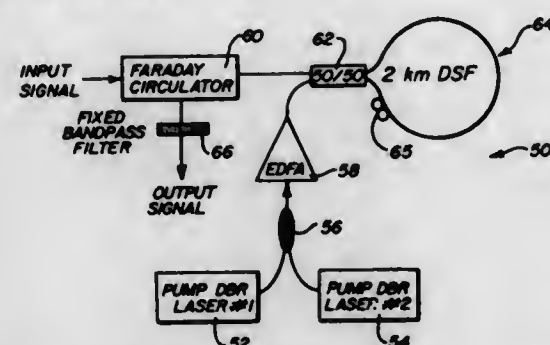 60
62
64
INPUT
SIGNAL
FARADAY
CIRCULATOR
50/50
2 km DSF
65
FIXED
BANDPASS
FILTER
66
EDFA
58
50
OUTPUT
SIGNAL
56
PUMP DBR
LASER #1
PUMP DBR
LASER #2
52
54